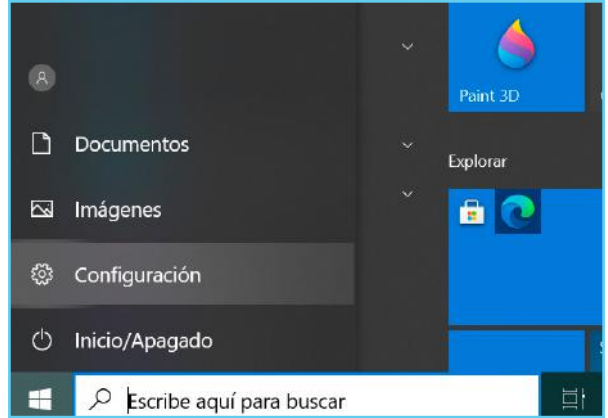 Paint 3D
Documentos
Explorar
Imágenes
Configuración
Inicio/Apagado
Escribe aquí para buscar